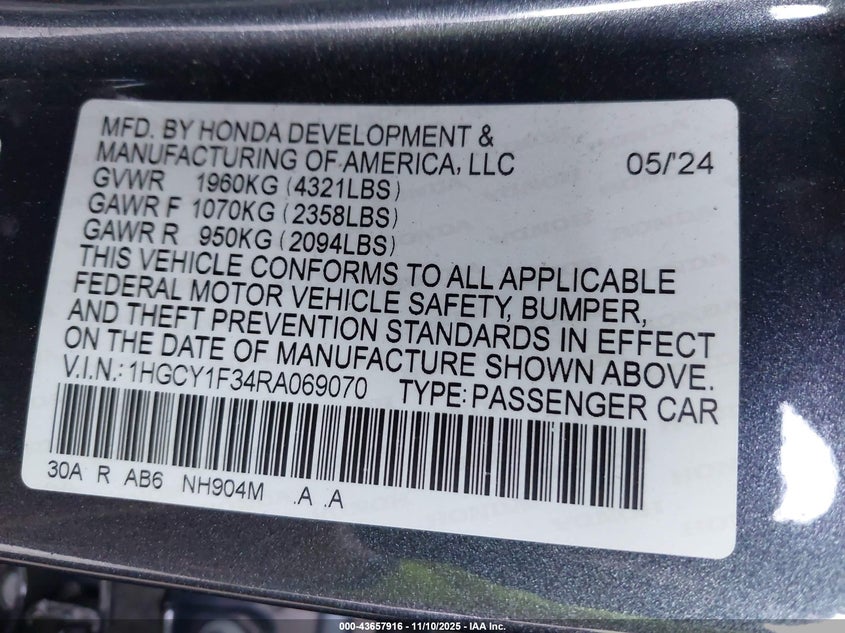 MFD. BY HONDA DEVELOPMENT &
MANUFACTURING OF AMERICA, LLC 05/'24
GVWR 1960KG (4321LBS)
GAWR F 1070KG (2358LBS)
GAWR R 950KG (2094LBS)
THIS VEHICLE CONFORMS TO ALL APPLICABLE
FEDERAL MOTOR VEHICLE SAFETY, BUMPER,
AND THEFT PREVENTION STANDARDS IN EFFECT
ON THE DATE OF MANUFACTURE SHOWN ABOVE.
V.I.N.: 1HGCY1F34RA069070 TYPE: PASSENGER CAR
30A R AB6 NH904M .A .A
000-43657916 - 11/10/2025 - IAA Inc.